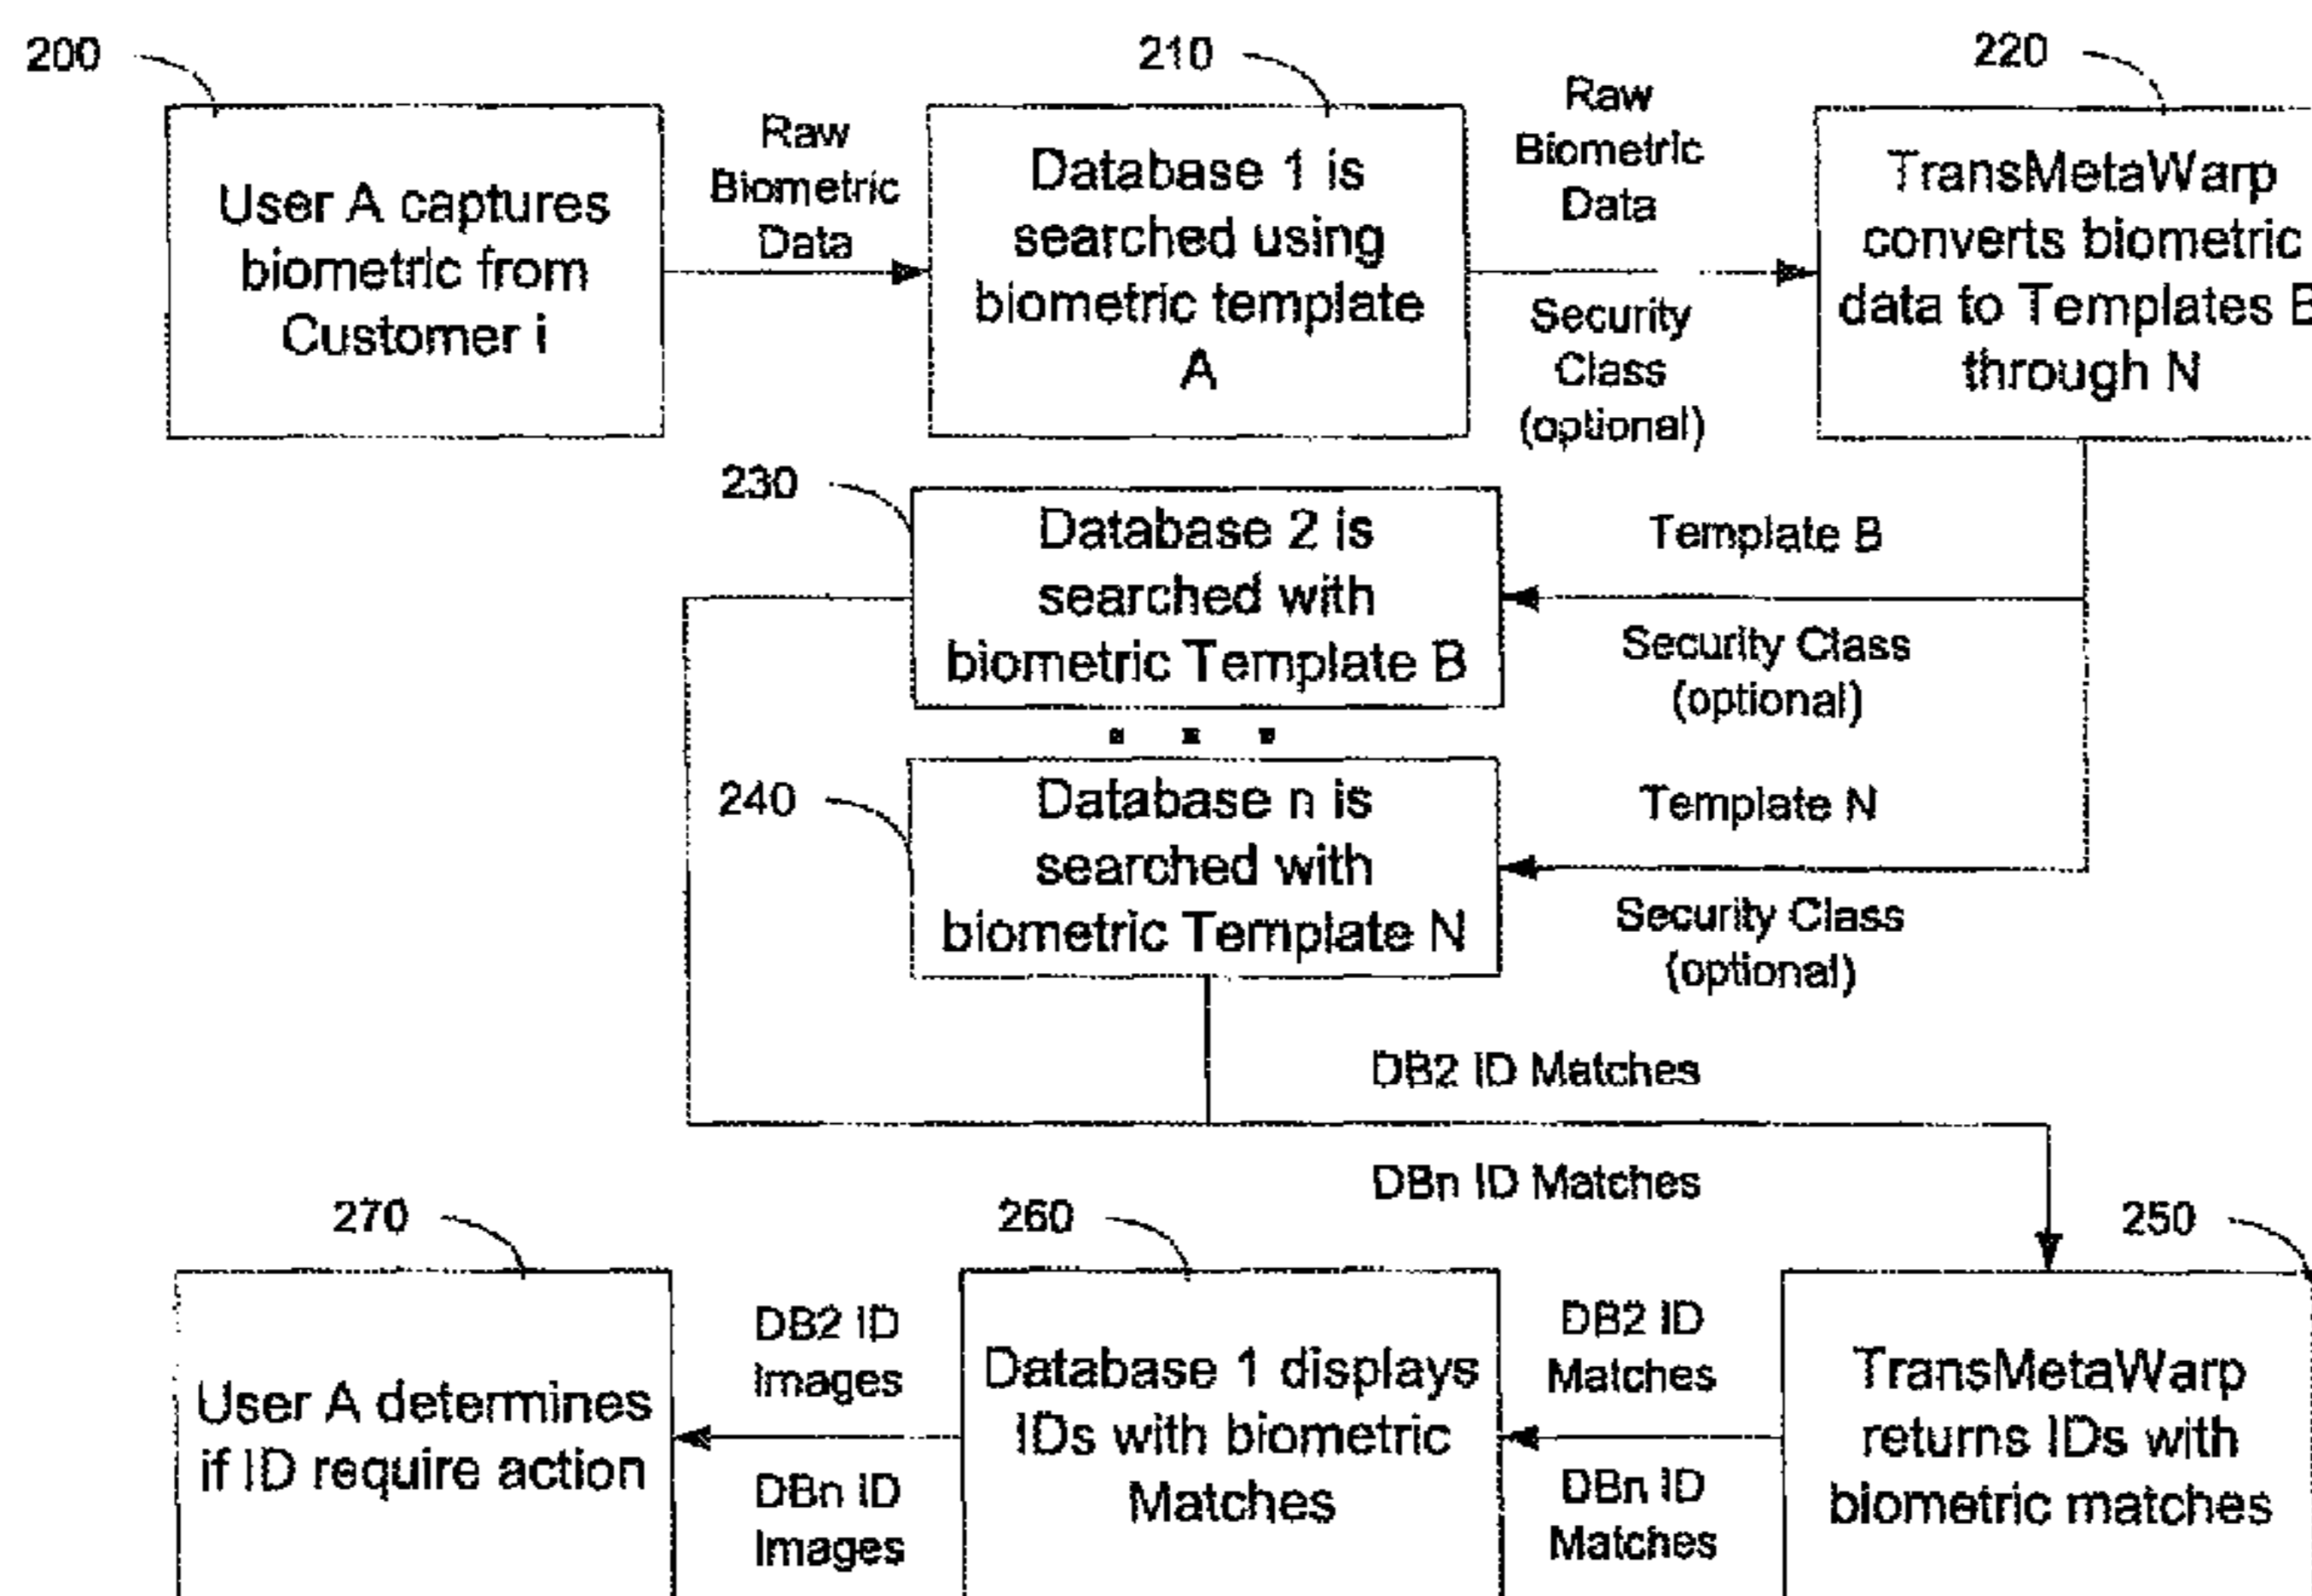 200
210
220
User A captures
biometric from
Customer i
Raw
Biometric
Data
Database 1 is
searched using
biometric template
A
Raw
Biometric
Data
Security
Class
(optional)
TransMetaWarp
converts biometric
data to Templates B
through N
230
Database 2 is
searched with
biometric Template B
Template B
Security Class
(optional)
240
Database n is
searched with
biometric Template N
Template N
Security Class
(optional)
DB2 ID Matches
DBn ID Matches
270
260
250
User A determines
if ID require action
DB2 ID
Images
DBn ID
Images
Database 1 displays
IDs with biometric
Matches
DB2 ID
Matches
DBn ID
Matches
TransMetaWarp
returns IDs with
biometric matches